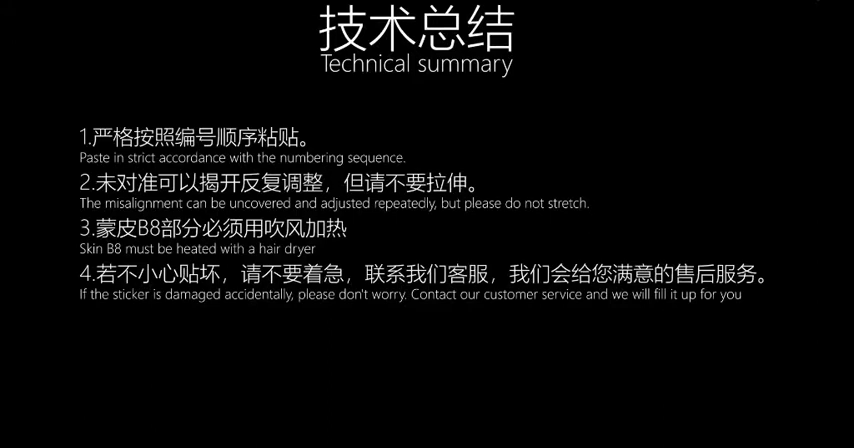 技术总结
Technical summary
1.严格按照编号顺序粘贴。
Paste in strict accordance with the numbering sequence.
2.未对准可以揭开反复调整，但请不要拉伸。
The misalignment can be uncovered and adjusted repeatedly, but please do not stretch.
3.蒙皮B8部分必须用吹风加热
Skin B8 must be heated with a hair dryer
4.若不小心贴坏，请不要着急，联系我们客服，我们会给您满意的售后服务。
If the sticker is damaged accidentally, please don't worry. Contact our customer service and we will fill it up for you